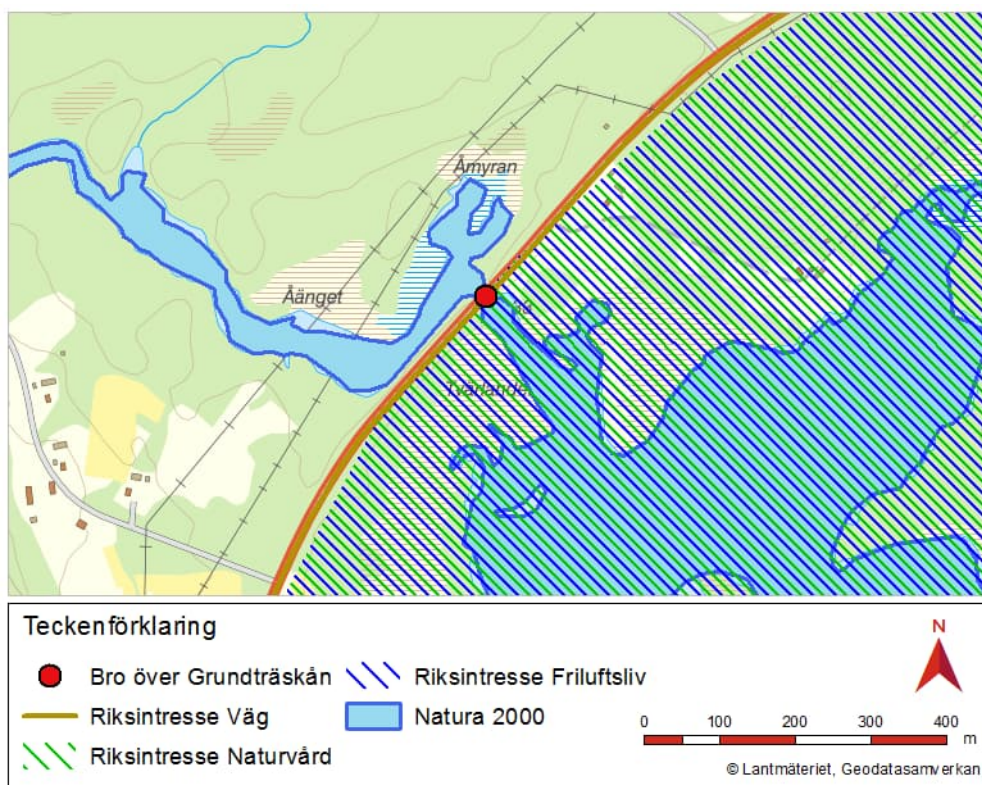 Åmyran
Åänget
Teckenförklaring
Bro över Grundträskån
Riksintresse Friluftsliv
Riksintresse Väg
Natura 2000
Riksintresse Naturvård
N
0 100 200 300 400
m
© Lantmäteriet, Geodatasamverkan